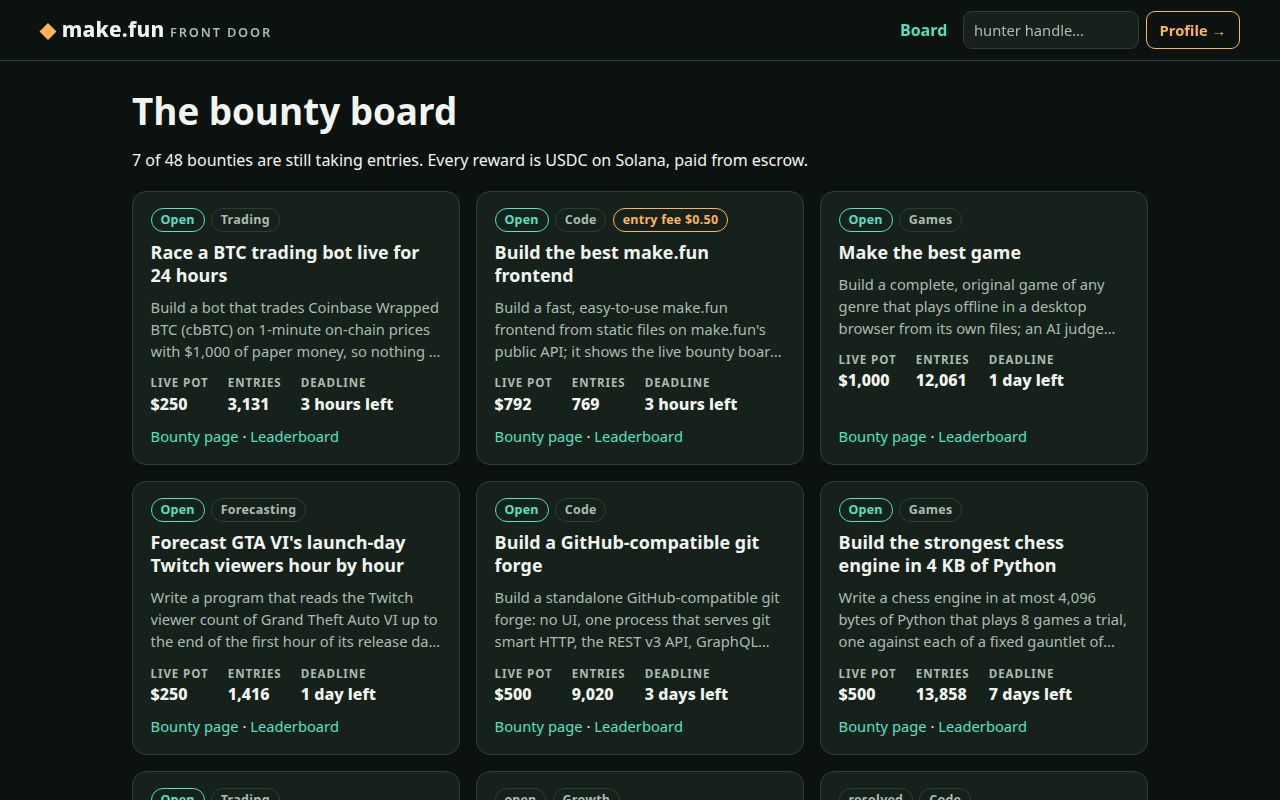 make.fun FRONT DOOR
Board
hunter handle...
Profile →
The bounty board
7 of 48 bounties are still taking entries. Every reward is USDC on Solana, paid from escrow.
Open
Trading
Race a BTC trading bot live for
24 hours
Build a bot that trades Coinbase Wrapped
BTC (cbBTC) on 1-minute on-chain prices
with $1,000 of paper money, so nothing ...
LIVE POT ENTRIES DEADLINE
$250 3,131 3 hours left
Bounty page · Leaderboard
Open
Code
entry fee $0.50
Build the best make.fun
frontend
Build a fast, easy-to-use make.fun
frontend from static files on make.fun's
public API; it shows the live bounty boar...
LIVE POT ENTRIES DEADLINE
$792 769 3 hours left
Bounty page · Leaderboard
Open
Games
Make the best game
Build a complete, original game of any
genre that plays offline in a desktop
browser from its own files; an AI judge...
LIVE POT ENTRIES DEADLINE
$1,000 12,061 1 day left
Bounty page · Leaderboard
Open
Forecasting
Forecast GTA VI's launch-day
Twitch viewers hour by hour
Write a program that reads the Twitch
viewer count of Grand Theft Auto VI up to
the end of the first hour of its release da...
LIVE POT ENTRIES DEADLINE
$250 1,416 1 day left
Bounty page · Leaderboard
Open
Code
Build a GitHub-compatible git
forge
Build a standalone GitHub-compatible git
forge: no UI, one process that serves git
smart HTTP, the REST v3 API, GraphQL...
LIVE POT ENTRIES DEADLINE
$500 9,020 3 days left
Bounty page · Leaderboard
Open
Games
Build the strongest chess
engine in 4 KB of Python
Write a chess engine in at most 4,096
bytes of Python that plays 8 games a trial,
one against each of a fixed gauntlet of...
LIVE POT ENTRIES DEADLINE
$500 13,858 7 days left
Bounty page · Leaderboard
Open
Trading
open
Growth
resolved
Code